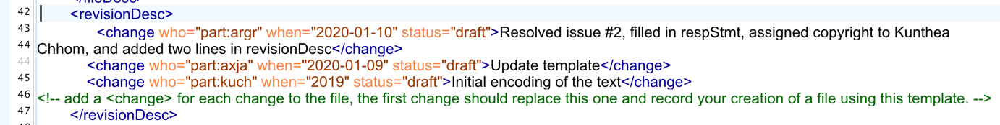 </fileDesc>
42 <revisionDesc>
43 <change who="part:argr" when="2020-01-10" status="draft">Resolved issue #2, filled in respStmt, assigned copyright to Kunthea
44 Chhom, and added two lines in revisionDesc</change>
44 <change who="part:axja" when="2020-01-09" status="draft">Update template</change>
45 <change who="part:kuch" when="2019" status="draft">Initial encoding of the text</change>
46 <!-- add a <change> for each change to the file, the first change should replace this one and record your creation of a file using this template. -->
47 </revisionDesc>